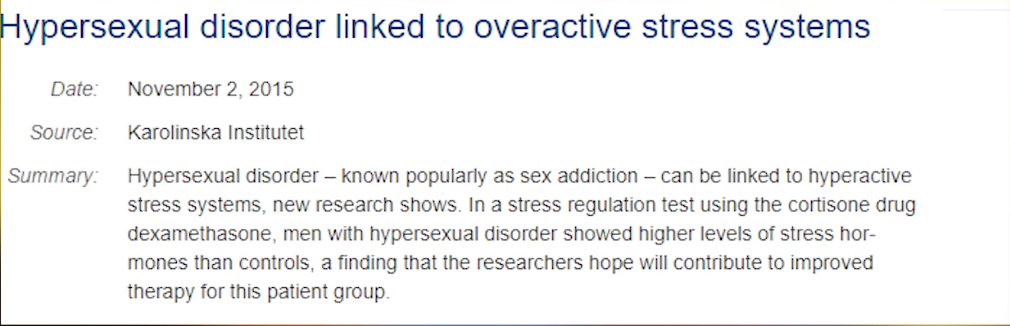 Hypersexual disorder linked to overactive stress systems
Date: November 2, 2015
Source: Karolinska Institutet
Summary: Hypersexual disorder – known popularly as sex addiction – can be linked to hyperactive
stress systems, new research shows. In a stress regulation test using the cortisone drug
dexamethasone, men with hypersexual disorder showed higher levels of stress hor-
mones than controls, a finding that the researchers hope will contribute to improved
therapy for this patient group.